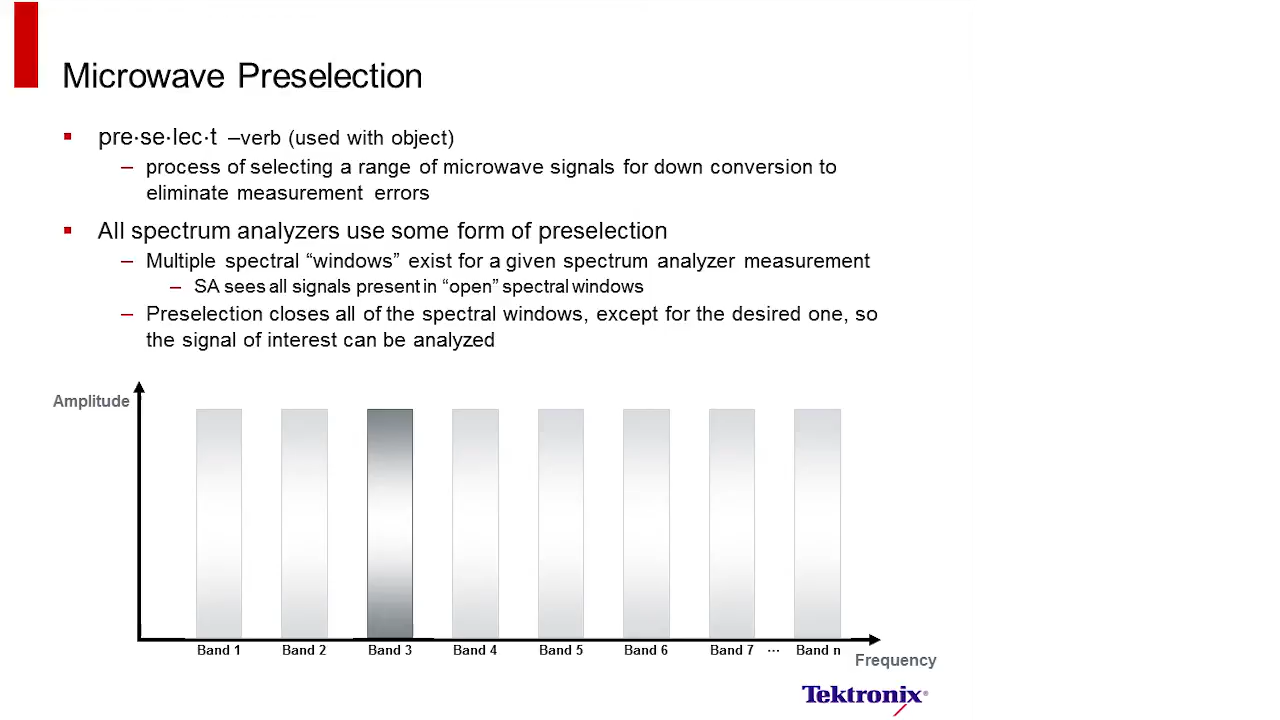 Microwave Preselection
pre·se·lec·t –verb (used with object)
– process of selecting a range of microwave signals for down conversion to
eliminate measurement errors
All spectrum analyzers use some form of preselection
– Multiple spectral “windows” exist for a given spectrum analyzer measurement
– SA sees all signals present in “open” spectral windows
– Preselection closes all of the spectral windows, except for the desired one, so
the signal of interest can be analyzed
Amplitude
Band 1 Band 2 Band 3 Band 4 Band 5 Band 6 Band 7 ... Band n
Frequency
Tektronix®